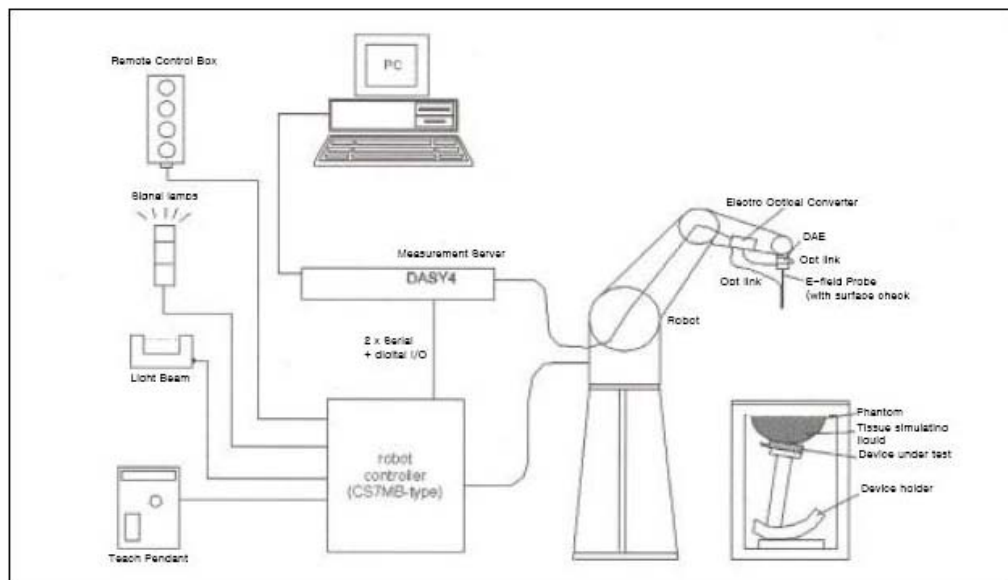 Remote Control Box
PC
Signal lamps
Electro Optical Converter
DAE
Opt link
Measurement Server
DASY4
Opt link
E-field Probe
(with surface check
Robot
2 x Serial
+ digital I/O
Light Beam
Phantom
Tissue simulating
liquid
Device under test
robot
controller
(CS7MB-type)
Device holder
Teach Pendant